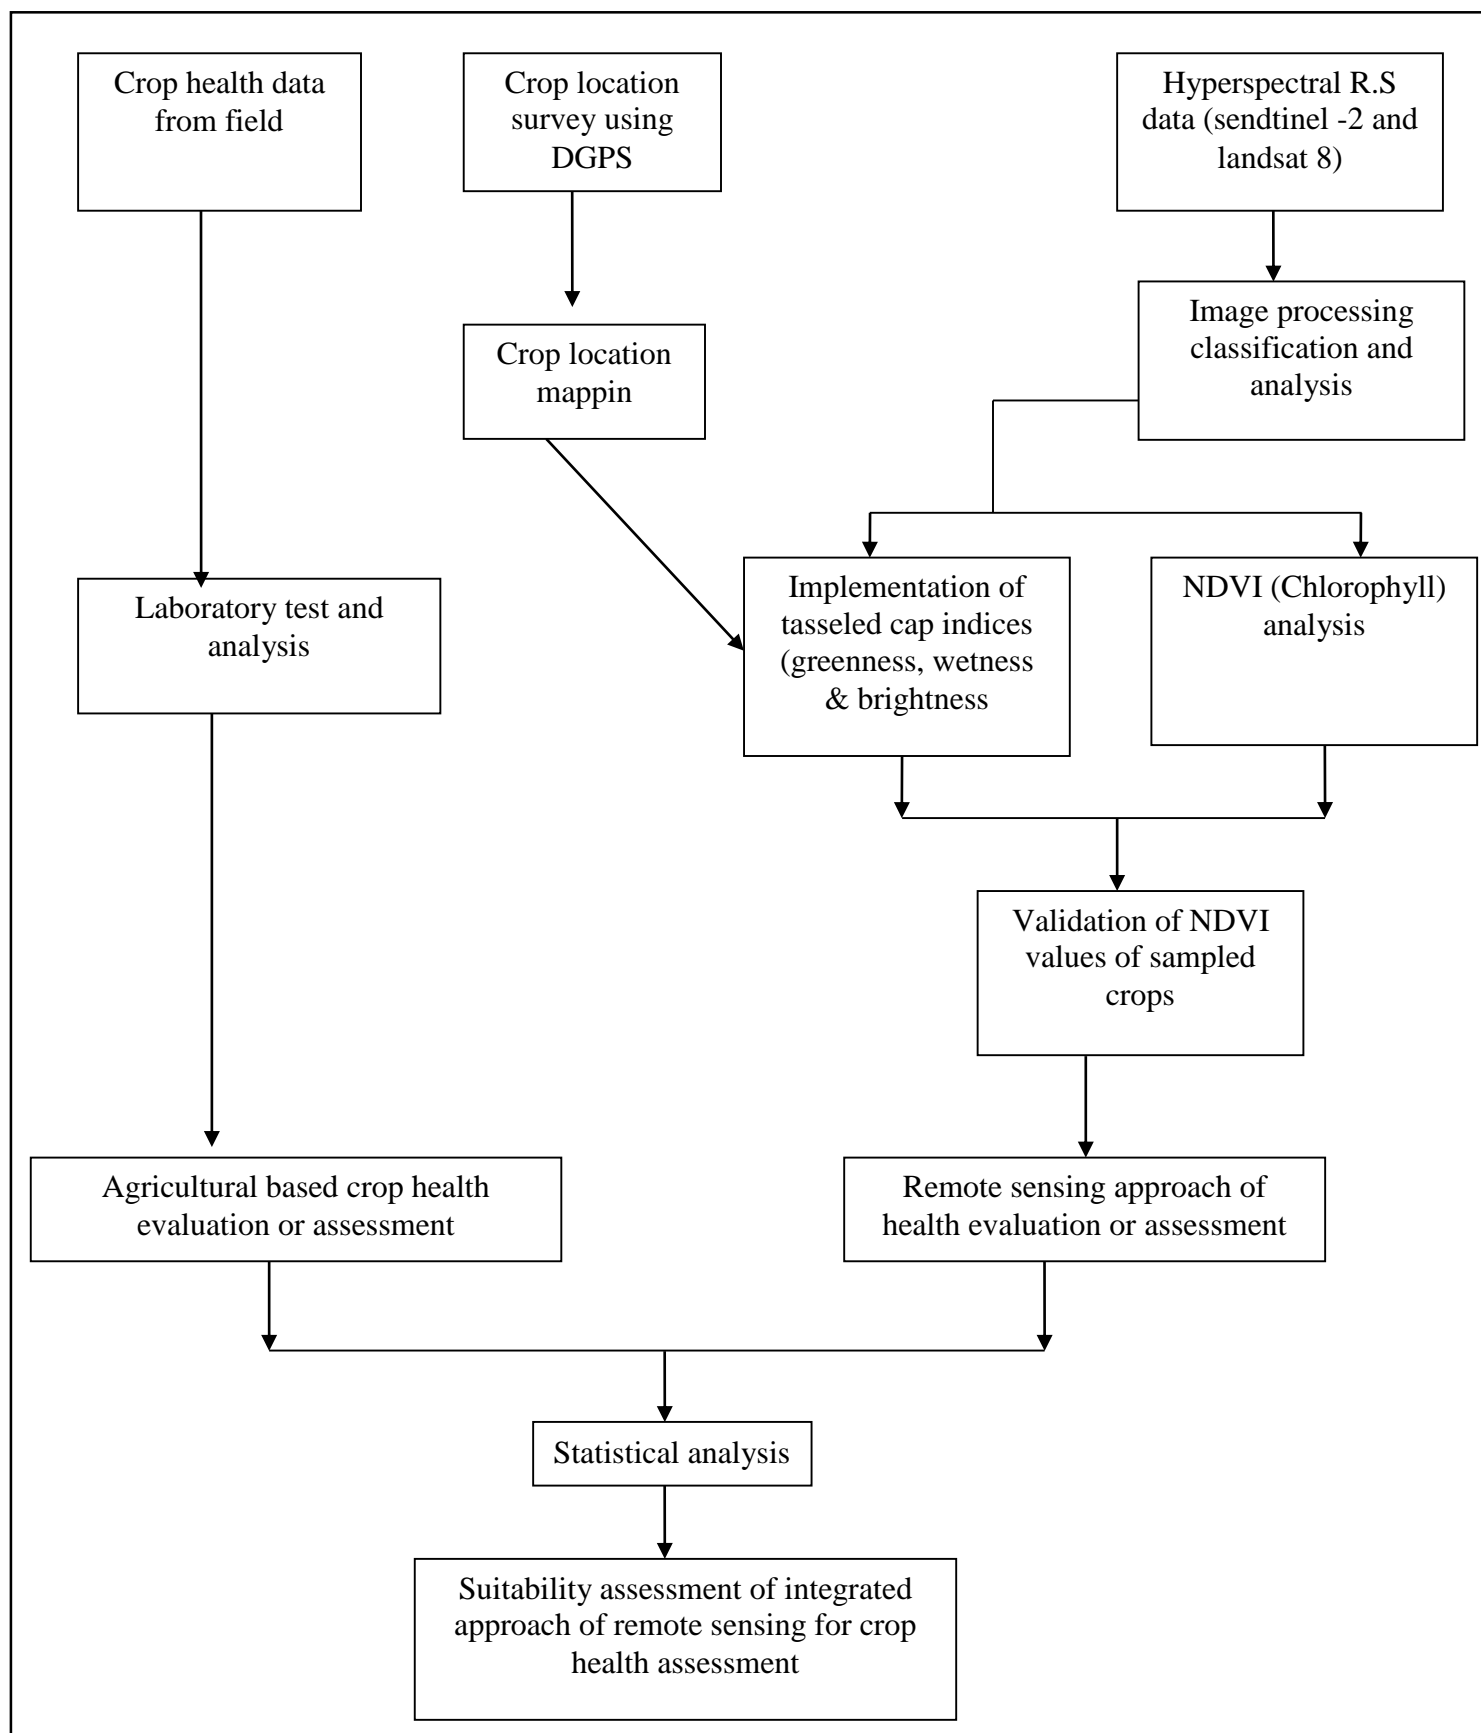 Crop health data
from field
Crop location
survey using
DGPS
Hyperspectral R.S
data (sendtinel -2 and
landsat 8)
Image processing
classification and
analysis
Crop location
mappin
Laboratory test and
analysis
Implementation of
tasseled cap indices
(greenness, wetness
& brightness
NDVI (Chlorophyll)
analysis
Validation of NDVI
values of sampled
crops
Agricultural based crop health
evaluation or assessment
Remote sensing approach of
health evaluation or assessment
Statistical analysis
Suitability assessment of integrated
approach of remote sensing for crop
health assessment